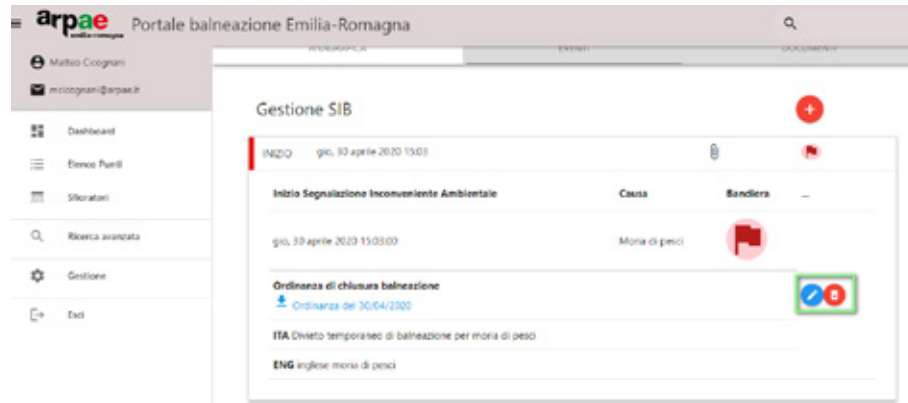 arpae Portale balneazione Emilia-Romagna
emilia-romagna
ANAGRAFICA EVENTI DOCUMENTI
Matteo Cicognani
mcicognani@arpae.it
Dashboard
Elenco Punti
Sfioratori
Ricerca avanzata
Gestione
Esci
Gestione SIB
INIZIO gio, 30 aprile 2020 15:03
Inizio Segnalazione Inconveniente Ambientale Causa Bandiera ...
gio, 30 aprile 2020 15:03:00 Moria di pesci
Ordinanza di chiusura balneazione
Ordinanza del 30/04/2020
ITA Divieto temporaneo di balneazione per moria di pesci
ENG inglese moria di pesci